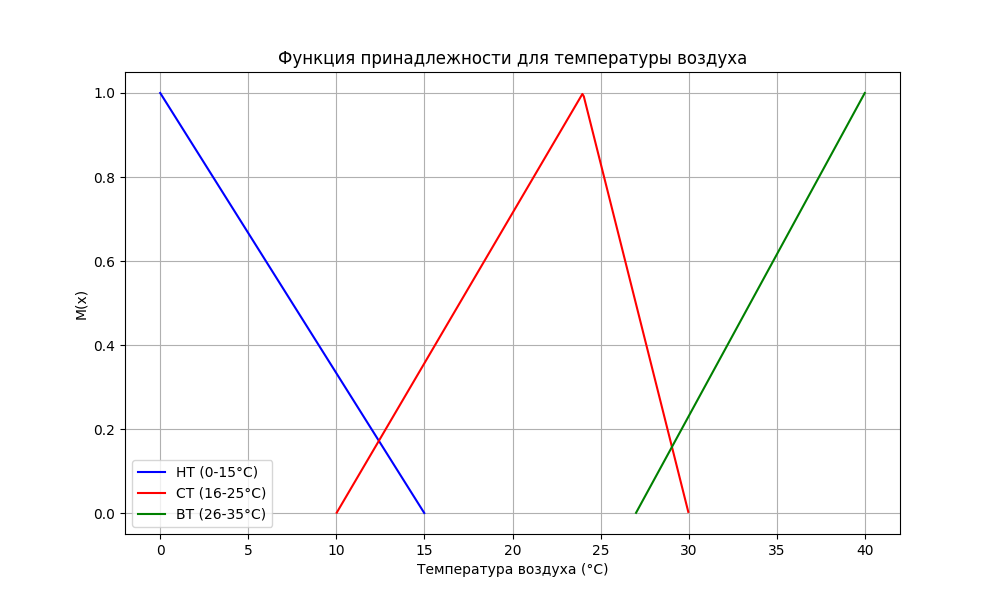 Функция принадлежности для температуры воздуха
M(x)
1.0
0.8
0.6
0.4
0.2
0.0
НТ (0-15°C)
СТ (16-25°C)
ВТ (26-35°C)
0 5 10 15 20 25 30 35 40
Температура воздуха (°C)